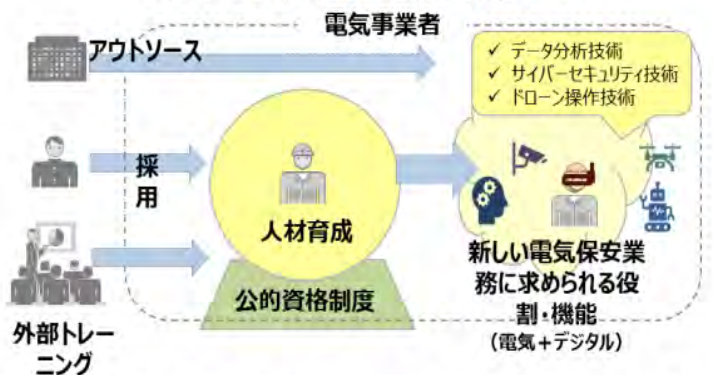 電気事業者
アウトソース
✓ データ分析技術
✓ サイバーセキュリティ技術
✓ ドローン操作技術
採
用
人材育成
公的資格制度
新しい電気保安業
務に求められる役
割・機能
(電気+デジタル)
外部トレー
ニング